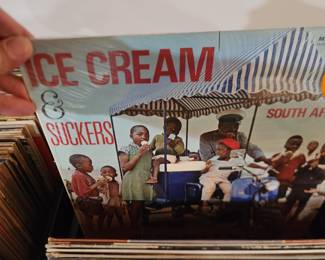 ICE CREAM
&
SUCKERS
SOUTH AF